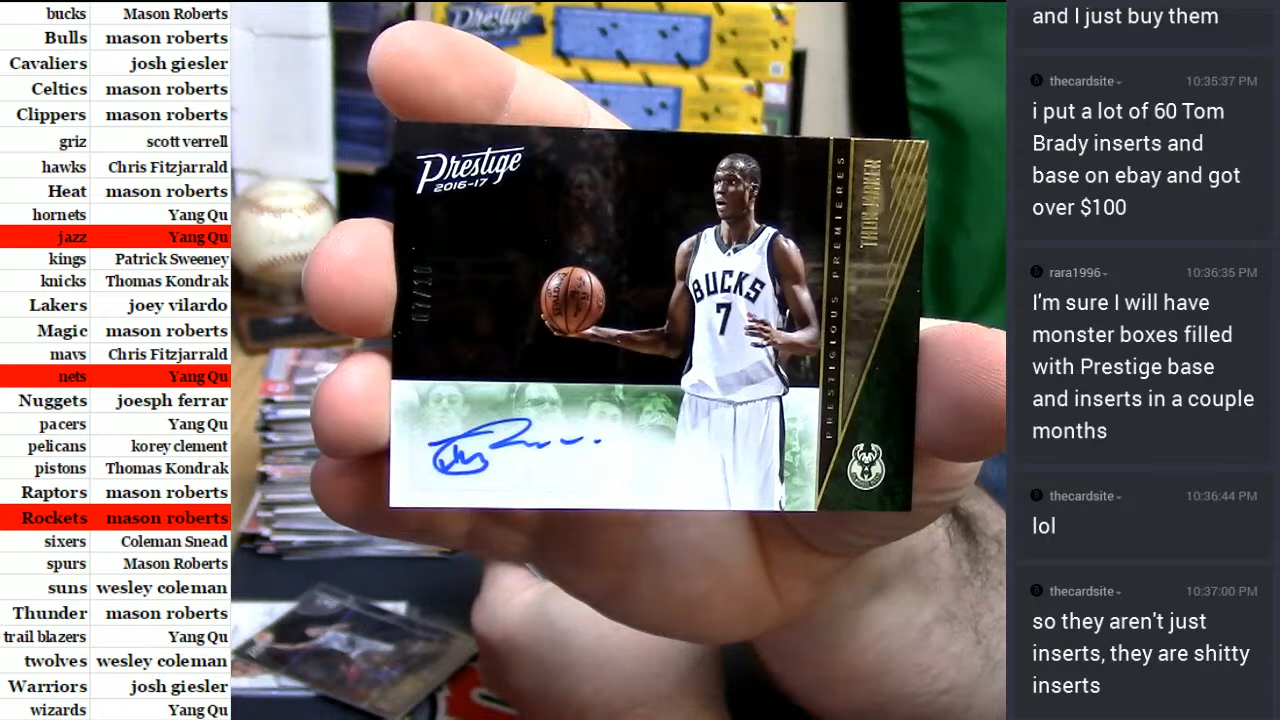 bucks Mason Roberts
Bulls mason roberts
Cavaliers josh giesler
Celtics mason roberts
Clippers mason roberts
griz scott verrell
hawks Chris Fitzjarrald
Heat mason roberts
hornets Yang Qu
jazz Yang Qu
kings Patrick Sweeney
knicks Thomas Kondrak
Lakers joey vilardo
Magic mason roberts
mavs Chris Fitzjarrald
nets Yang Qu
Nuggets joesph ferrar
pacers Yang Qu
pelicans korey clement
pistons Thomas Kondrak
Raptors mason roberts
Rockets mason roberts
sixers Coleman Snead
spurs Mason Roberts
suns wesley coleman
Thunder mason roberts
trail blazers Yang Qu
twolves wesley coleman
Warriors josh giesler
wizards Yang Qu
Prestige
Prestige
2016-17
07/10
SPALDING
BUCKS
7
PRESTIGIOUS PREMIERES
THON MAKER
and I just buy them
thecardsite 10:35:37 PM
i put a lot of 60 Tom
Brady inserts and
base on ebay and got
over $100
rara1996 10:36:35 PM
I'm sure I will have
monster boxes filled
with Prestige base
and inserts in a couple
months
thecardsite 10:36:44 PM
lol
thecardsite 10:37:00 PM
so they aren't just
inserts, they are shitty
inserts